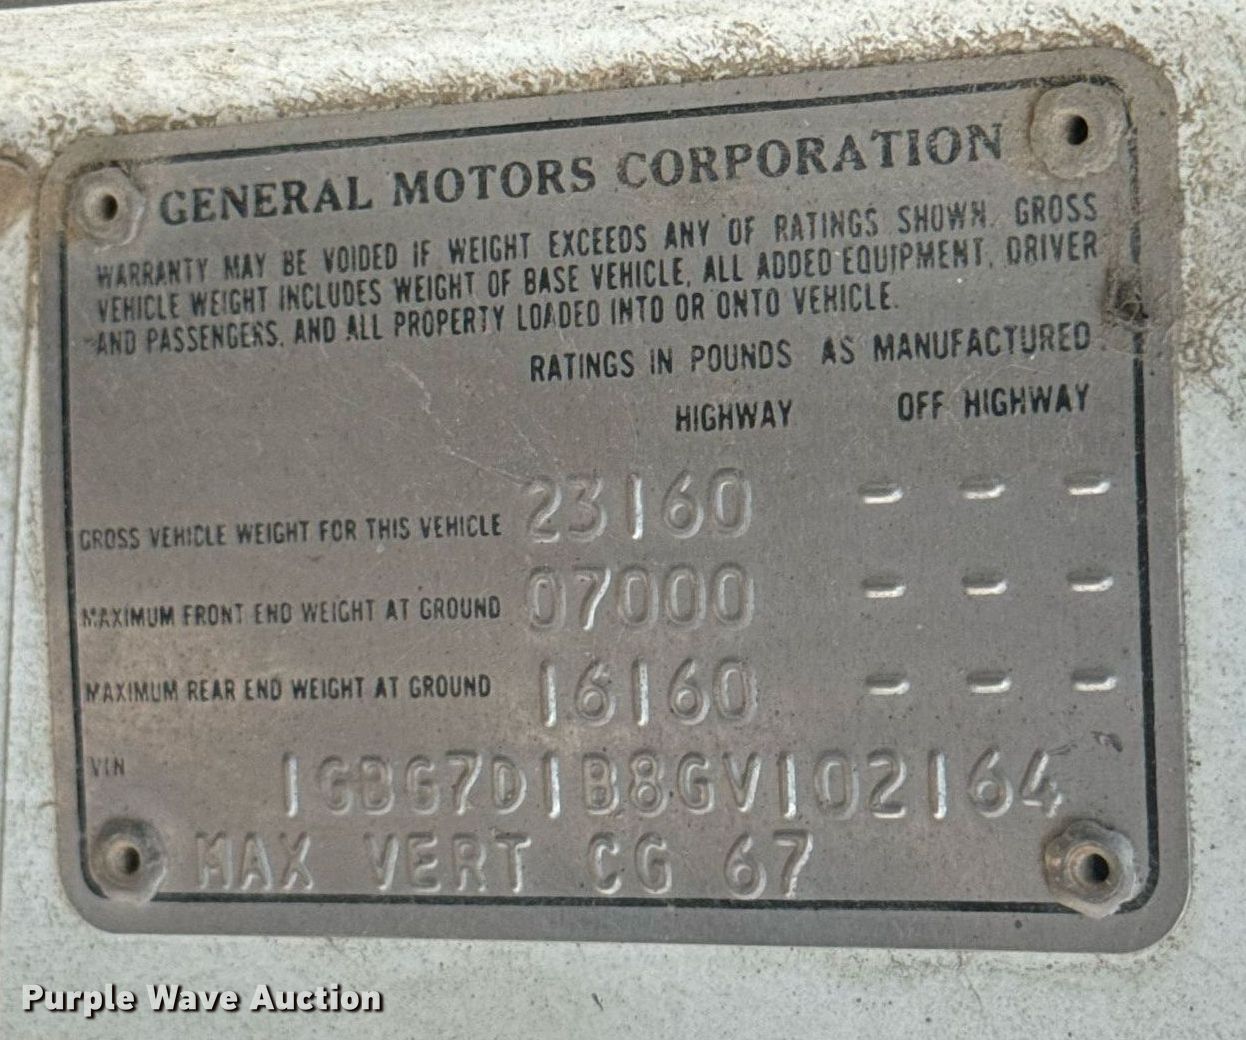 GENERAL MOTORS CORPORATION
WARRANTY MAY BE VOIDED IF WEIGHT EXCEEDS ANY OF RATINGS SHOWN. GROSS
VEHICLE WEIGHT INCLUDES WEIGHT OF BASE VEHICLE, ALL ADDED EQUIPMENT, DRIVER
AND PASSENGERS, AND ALL PROPERTY LOADED INTO OR ONTO VEHICLE.
RATINGS IN POUNDS AS MANUFACTURED
HIGHWAY OFF HIGHWAY
GROSS VEHICLE WEIGHT FOR THIS VEHICLE 23160 - - -
MAXIMUM FRONT END WEIGHT AT GROUND 07000 - - -
MAXIMUM REAR END WEIGHT AT GROUND 16160 - - -
VIN 1GBG7D1B8GV102164
MAX VERT CG 67
Purple Wave Auction